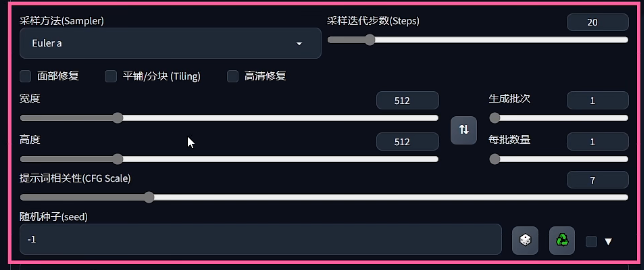 采样方法(Sampler)
采样迭代步数(Steps)
20
Euler a
面部修复
平铺/分块 (Tiling)
高清修复
宽度
512
生成批次
1
高度
512
每批数量
1
提示词相关性(CFG Scale)
7
随机种子(seed)
-1